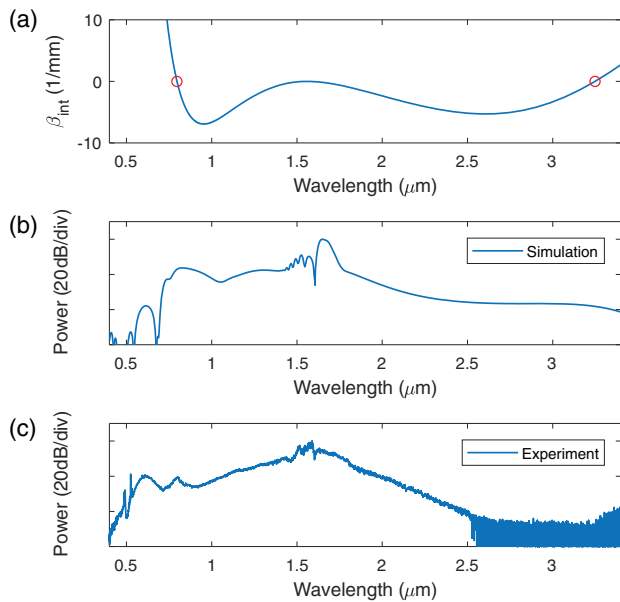 (a)
10
0
-10
β_int (1/mm)
0.5 1 1.5 2 2.5 3
Wavelength (μm)
(b)
Power (20dB/div)
Simulation
0.5 1 1.5 2 2.5 3
Wavelength (μm)
(c)
Power (20dB/div)
Experiment
0.5 1 1.5 2 2.5 3
Wavelength (μm)